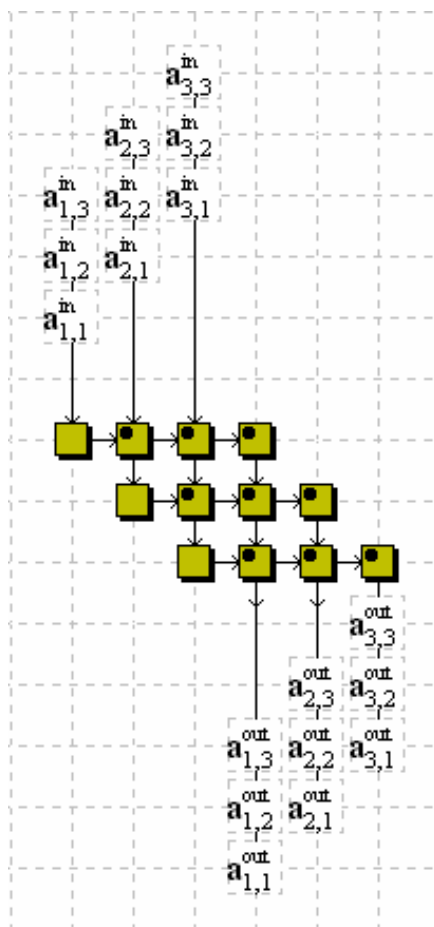 a^in_3,3
a^in_2,3 a^in_3,2
a^in_1,3 a^in_2,2 a^in_3,1
a^in_1,2 a^in_2,1
a^in_1,1
a^out_3,3
a^out_2,3 a^out_3,2
a^out_1,3 a^out_2,2 a^out_3,1
a^out_1,2 a^out_2,1
a^out_1,1